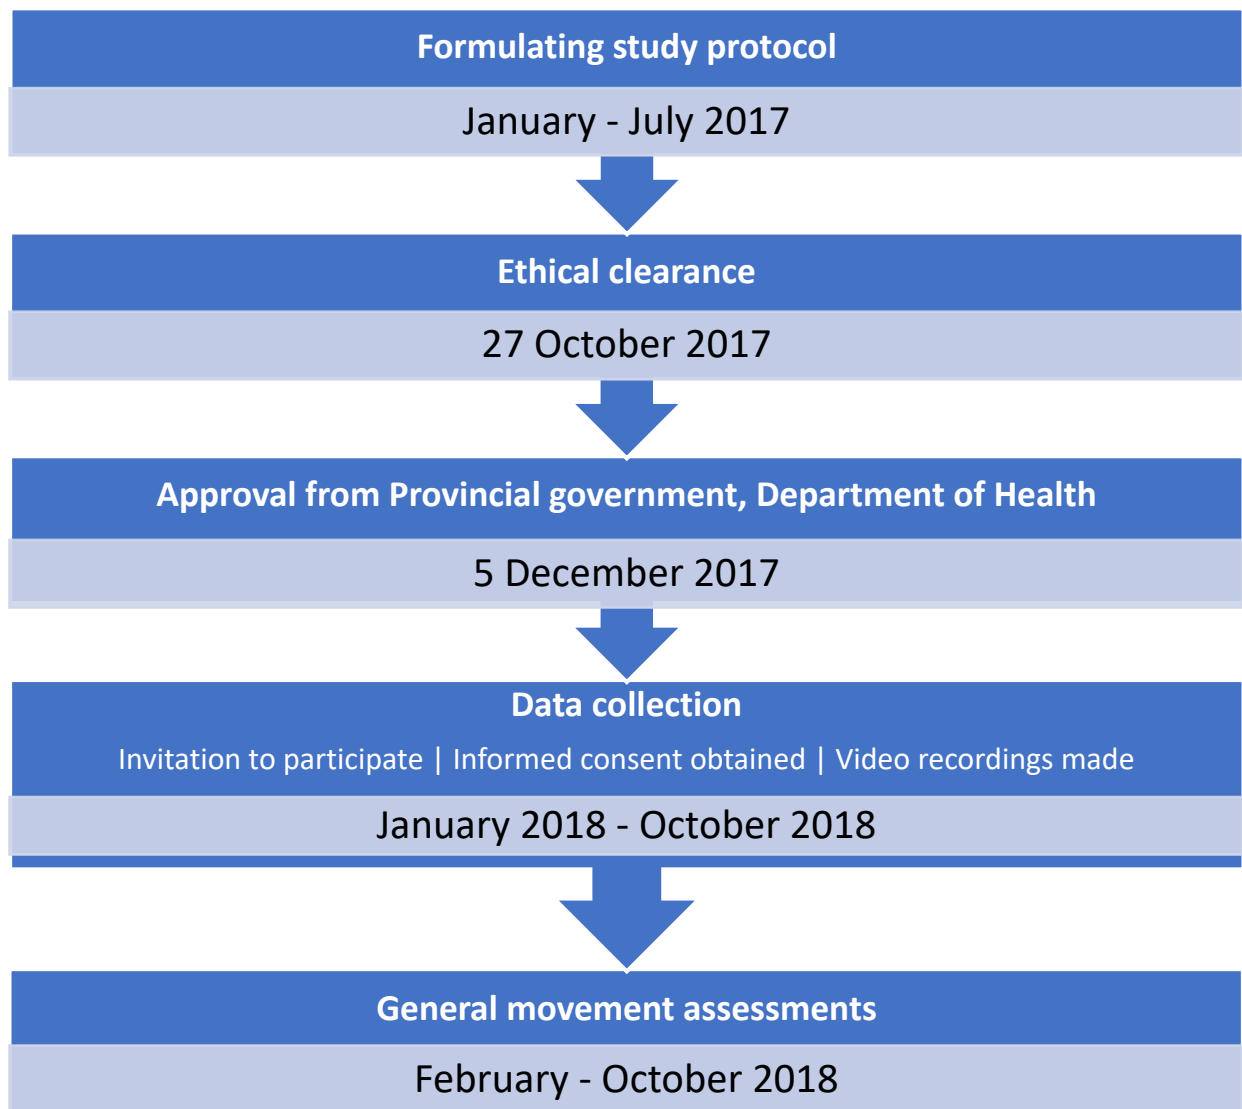 Formulating study protocol
January - July 2017
Ethical clearance
27 October 2017
Approval from Provincial government, Department of Health
5 December 2017
Data collection
Invitation to participate | Informed consent obtained | Video recordings made
January 2018 - October 2018
General movement assessments
February - October 2018